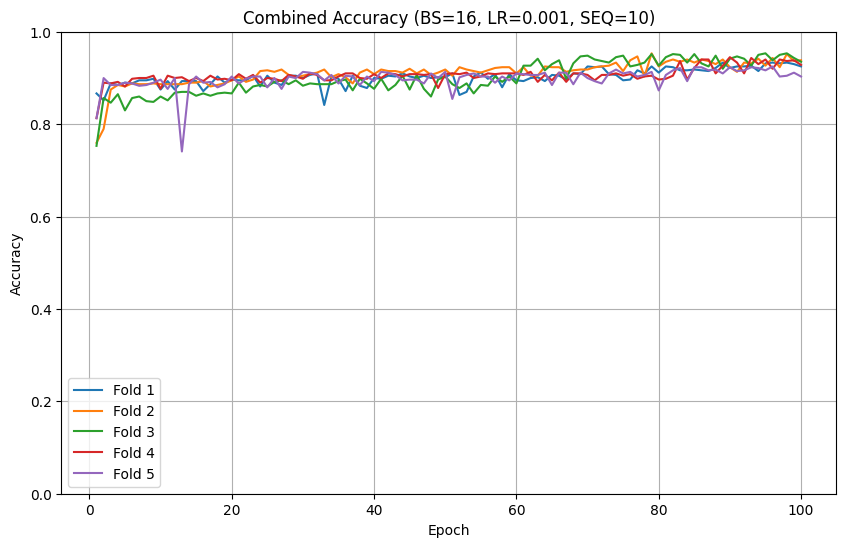 Combined Accuracy (BS=16, LR=0.001, SEQ=10)
1.0
0.8
0.6
0.4
0.2
0.0
Accuracy
Fold 1
Fold 2
Fold 3
Fold 4
Fold 5
0 20 40 60 80 100
Epoch